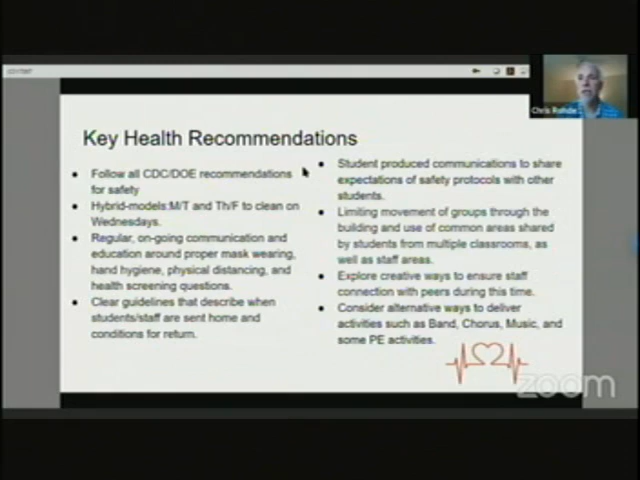 Chris Rohde
Key Health Recommendations
Follow all CDC/DOE recommendations
for safety
Hybrid-models:M/T and Th/F to clean on
Wednesdays.
Regular, on-going communication and
education around proper mask wearing,
hand hygiene, physical distancing, and
health screening questions.
Clear guidelines that describe when
students/staff are sent home and
conditions for return.
Student produced communications to share
expectations of safety protocols with other
students.
Limiting movement of groups through the
building and use of common areas shared
by students from multiple classrooms, as
well as staff areas.
Explore creative ways to ensure staff
connection with peers during this time.
Consider alternative ways to deliver
activities such as Band, Chorus, Music, and
some PE activities.
zoom